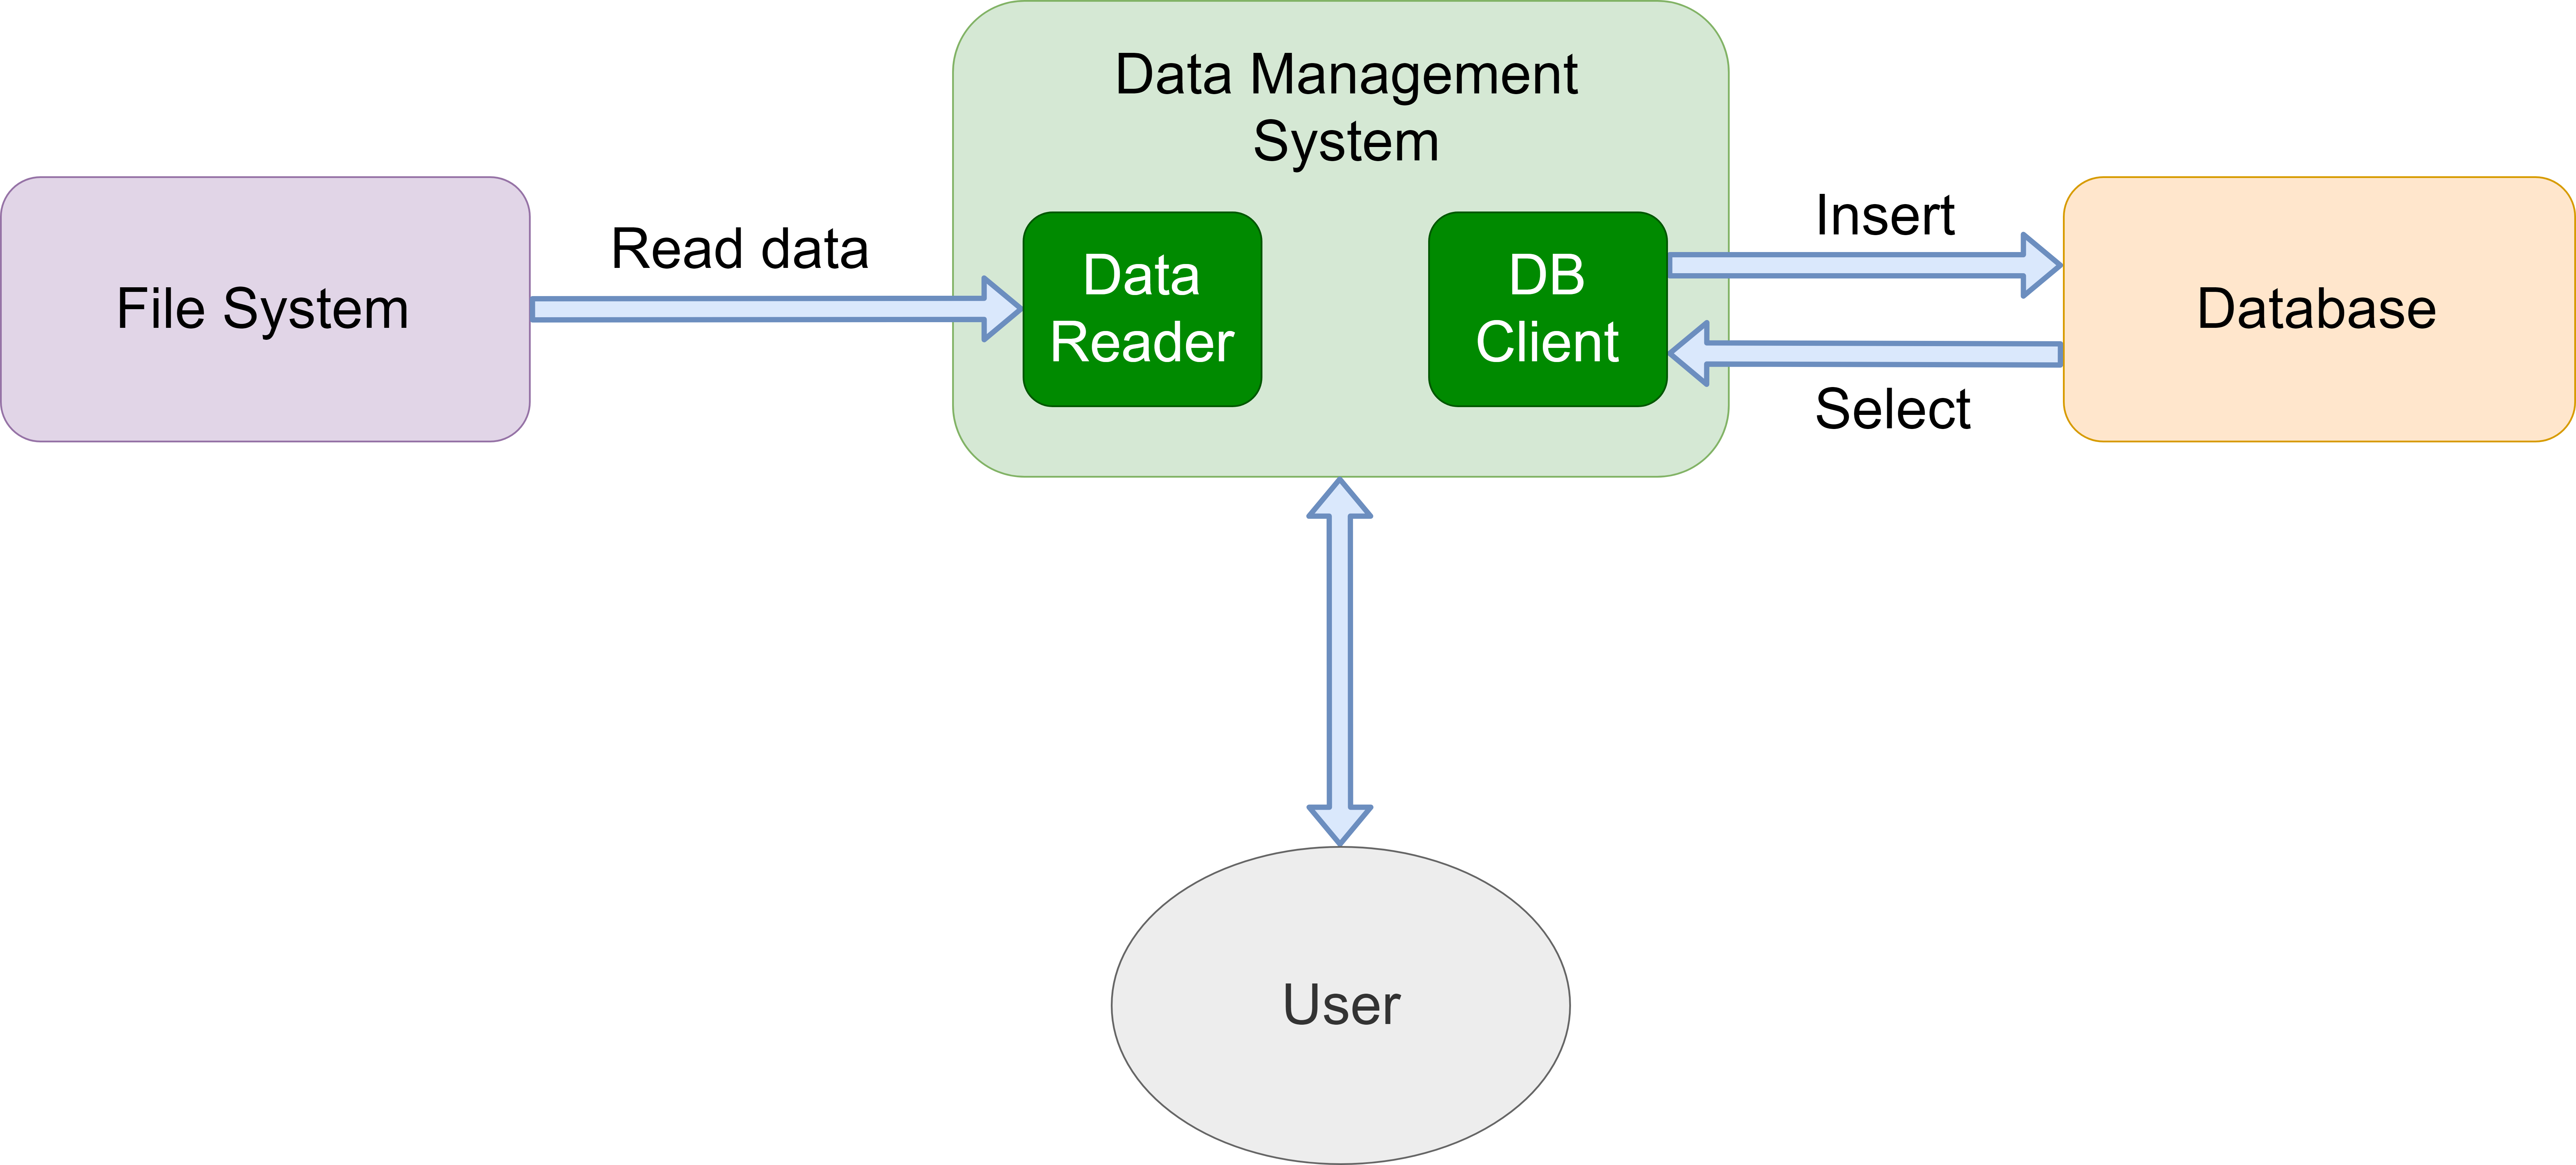 Data Management
System
File System
Read data
Data
Reader
DB
Client
Insert
Select
Database
User